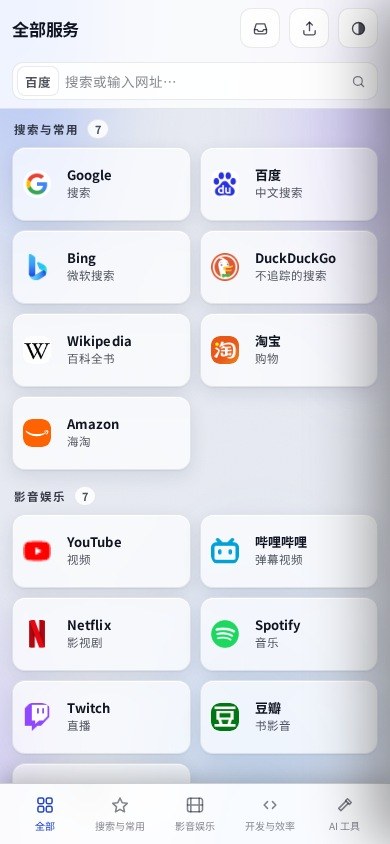 全部服务
百度 搜索或输入网址…
搜索与常用 7
Google
搜索
百度
中文搜索
Bing
微软搜索
DuckDuckGo
不追踪的搜索
W
Wikipedia
百科全书
淘
淘宝
购物
Amazon
海淘
影音娱乐 7
YouTube
视频
哔哩哔哩
弹幕视频
Netflix
影视剧
Spotify
音乐
Twitch
直播
豆
豆瓣
书影音
全部 搜索与常用 影音娱乐 开发与效率 AI 工具